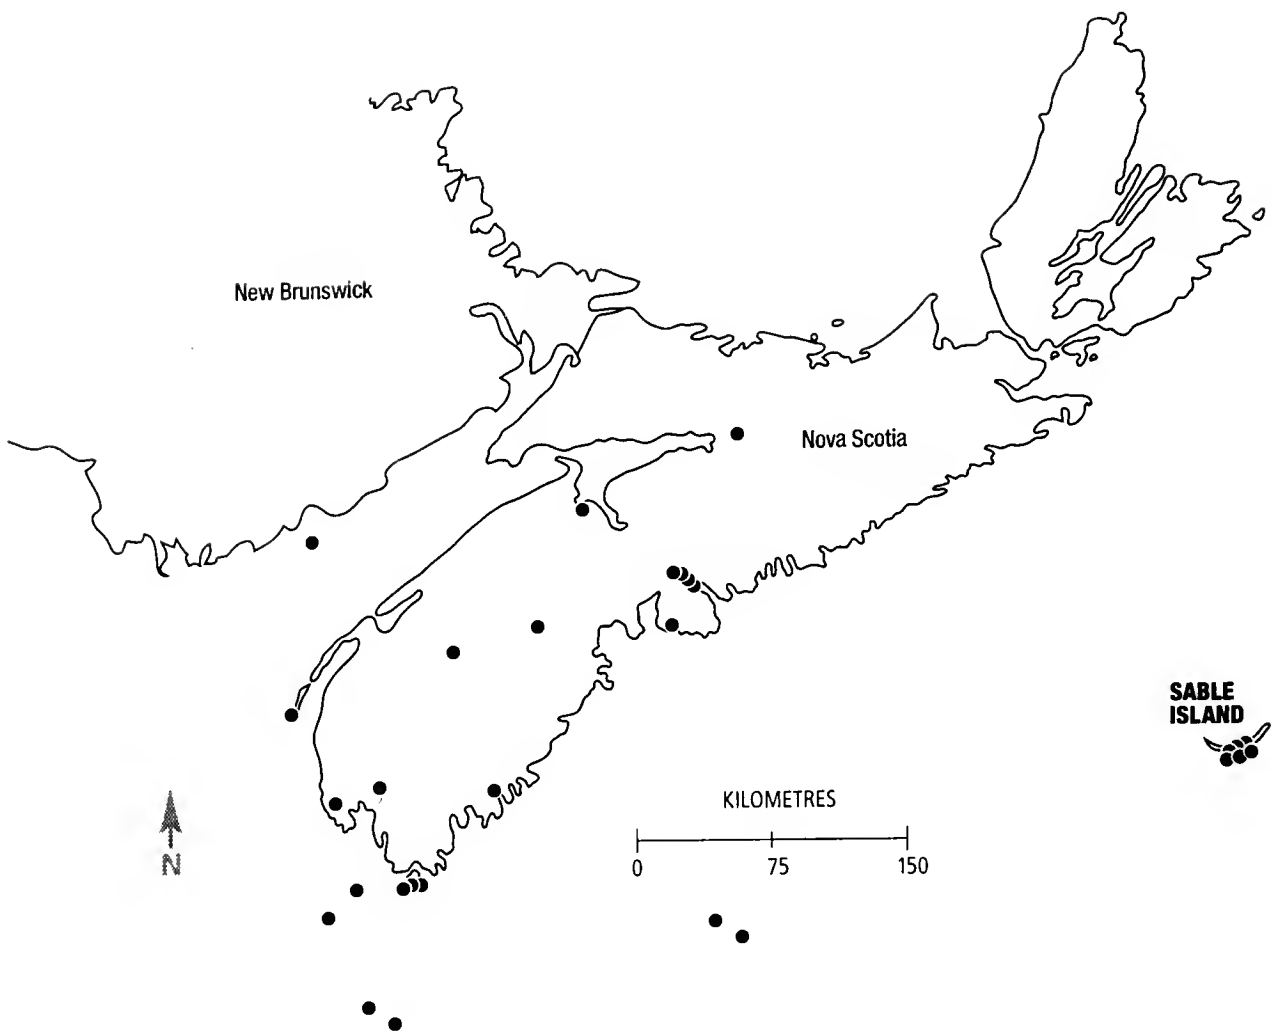 New Brunswick
Nova Scotia
SABLE
ISLAND
KILOMETRES
0 75 150
N